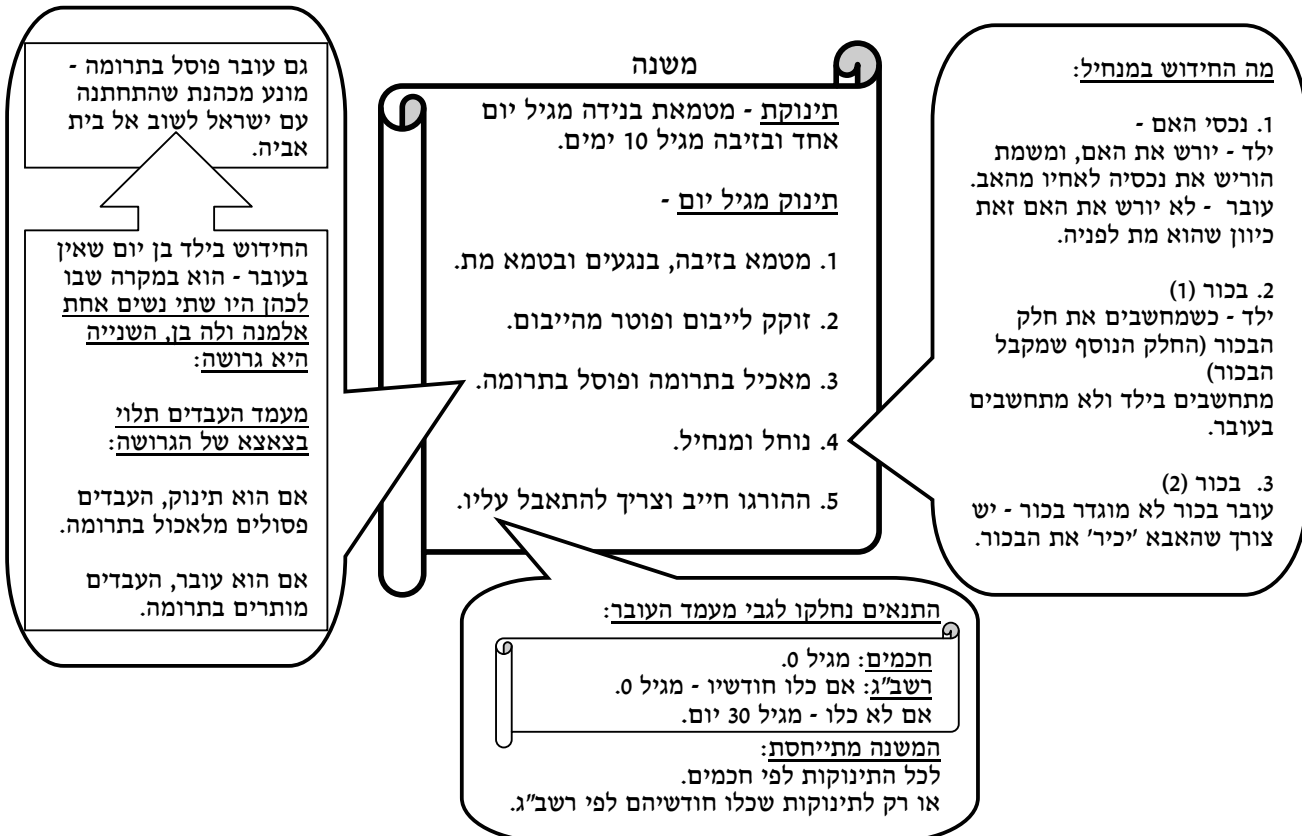 משנה
תינוקת - מטמאת בנידה מגיל יום
אחד ובזיבה מגיל 10 ימים.
תינוק מגיל יום -
1. מטמא בזיבה, בנגעים ובטמא מת.
2. זוקק לייבום ופוטר מהייבום.
3. מאכיל בתרומה ופוסל בתרומה.
4. נוחל ומנחיל.
5. ההורגו חייב וצריך להתאבל עליו.
מה החידוש במנחיל:
1. נכסי האם -
ילד - יורש את האם, ומשמת
הוריש את נכסיה לאחיו מהאב.
עובר - לא יורש את האם זאת
כיוון שהוא מת לפניה.
2. בכור (1)
ילד - כשמחשבים את חלק
הבכור (החלק הנוסף שמקבל
הבכור)
מתחשבים בילד ולא מתחשבים
בעובר.
3. בכור (2)
עובר בכור לא מוגדר בכור - יש
צורך שהאבא 'יכיר' את הבכור.
גם עובר פוסל בתרומה -
מונע מכהנת שהתחתנה
עם ישראל לשוב אל בית
אביה.
החידוש בילד בן יום שאין
בעובר - הוא במקרה שבו
לכהן היו שתי נשים אחת
אלמנה ולה בן, השנייה
היא גרושה:
מעמד העבדים תלוי
בצאצא של הגרושה:
אם הוא תינוק, העבדים
פסולים מלאכול בתרומה.
אם הוא עובר, העבדים
מותרים בתרומה.
התנאים נחלקו לגבי מעמד העובר:
חכמים: מגיל 0.
רשב"ג: אם כלו חודשיו - מגיל 0.
אם לא כלו - מגיל 30 יום.
המשנה מתייחסת:
לכל התינוקות לפי חכמים.
או רק לתינוקות שכלו חודשיהם לפי רשב"ג.